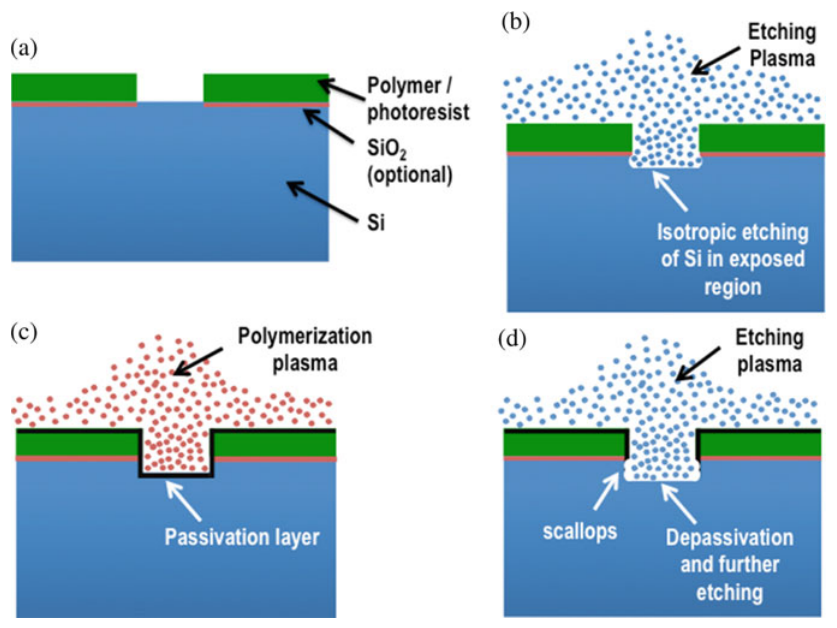 (a)
Polymer /
photoresist
SiO₂
(optional)
Si
(b)
Etching
Plasma
Isotropic etching
of Si in exposed
region
(c)
Polymerization
plasma
Passivation layer
(d)
Etching
plasma
scallops
Depassivation
and further
etching